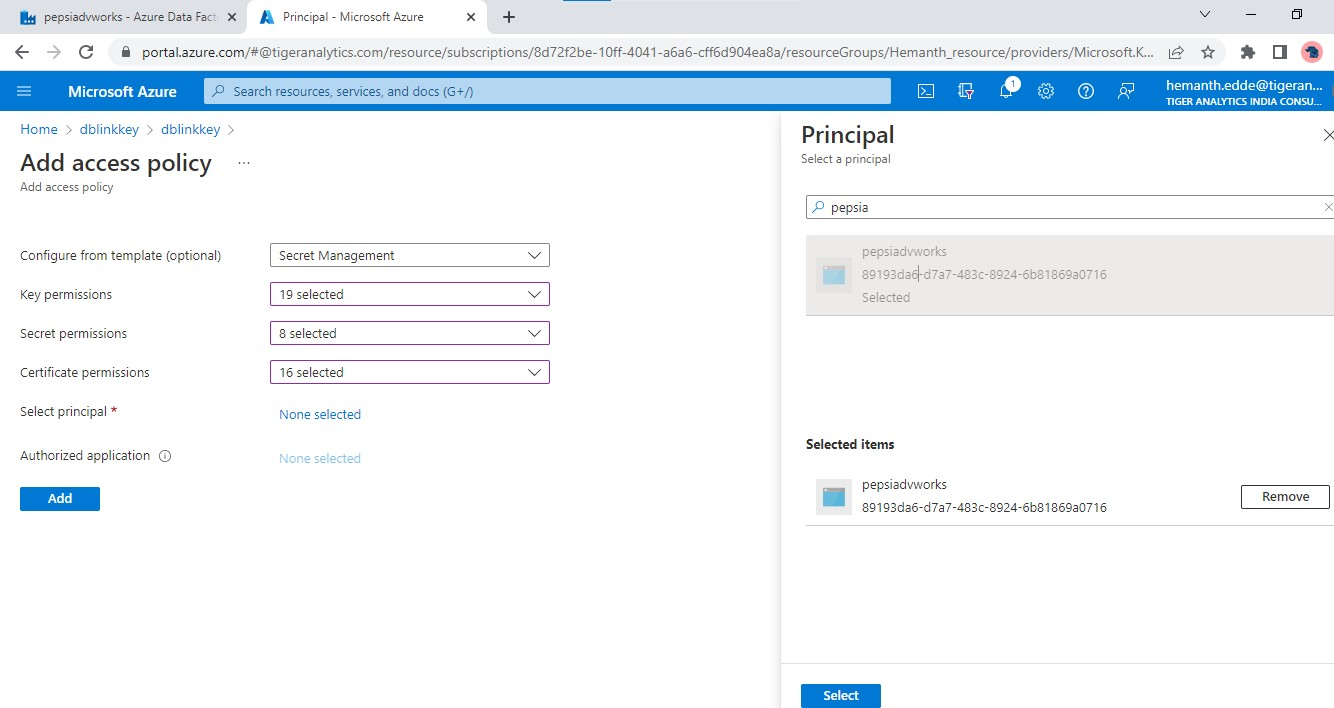 pepsiadvworks - Azure Data Fact
Principal - Microsoft Azure
portal.azure.com/#@tigeranalytics.com/resource/subscriptions/8d72f2be-10ff-4041-a6a6-cff6d904ea8a/resourceGroups/Hemanth_resource/providers/Microsoft.K...
Microsoft Azure
Search resources, services, and docs (G+/)
1
hemanth.edde@tigeran...
TIGER ANALYTICS INDIA CONSU...
Home > dblinkkey > dblinkkey >
Add access policy ...
Add access policy
Configure from template (optional)
Secret Management
Key permissions
19 selected
Secret permissions
8 selected
Certificate permissions
16 selected
Select principal *
None selected
Authorized application
None selected
Add
Principal
Select a principal
pepsia
pepsiadvworks
89193da6-d7a7-483c-8924-6b81869a0716
Selected
Selected items
pepsiadvworks
89193da6-d7a7-483c-8924-6b81869a0716
Remove
Select